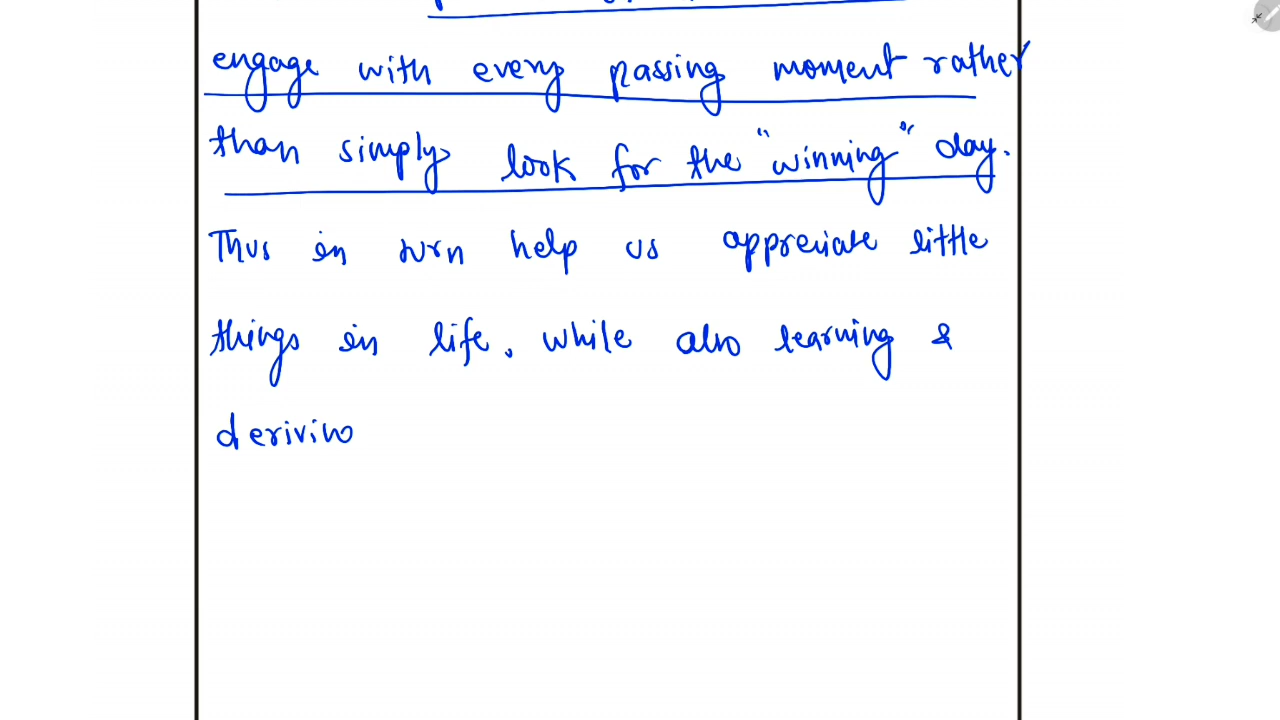 engage with every passing moment rather
than simply look for the "winning" day.
Thus in turn help us appreciate little
things in life, while also learning &
derivin